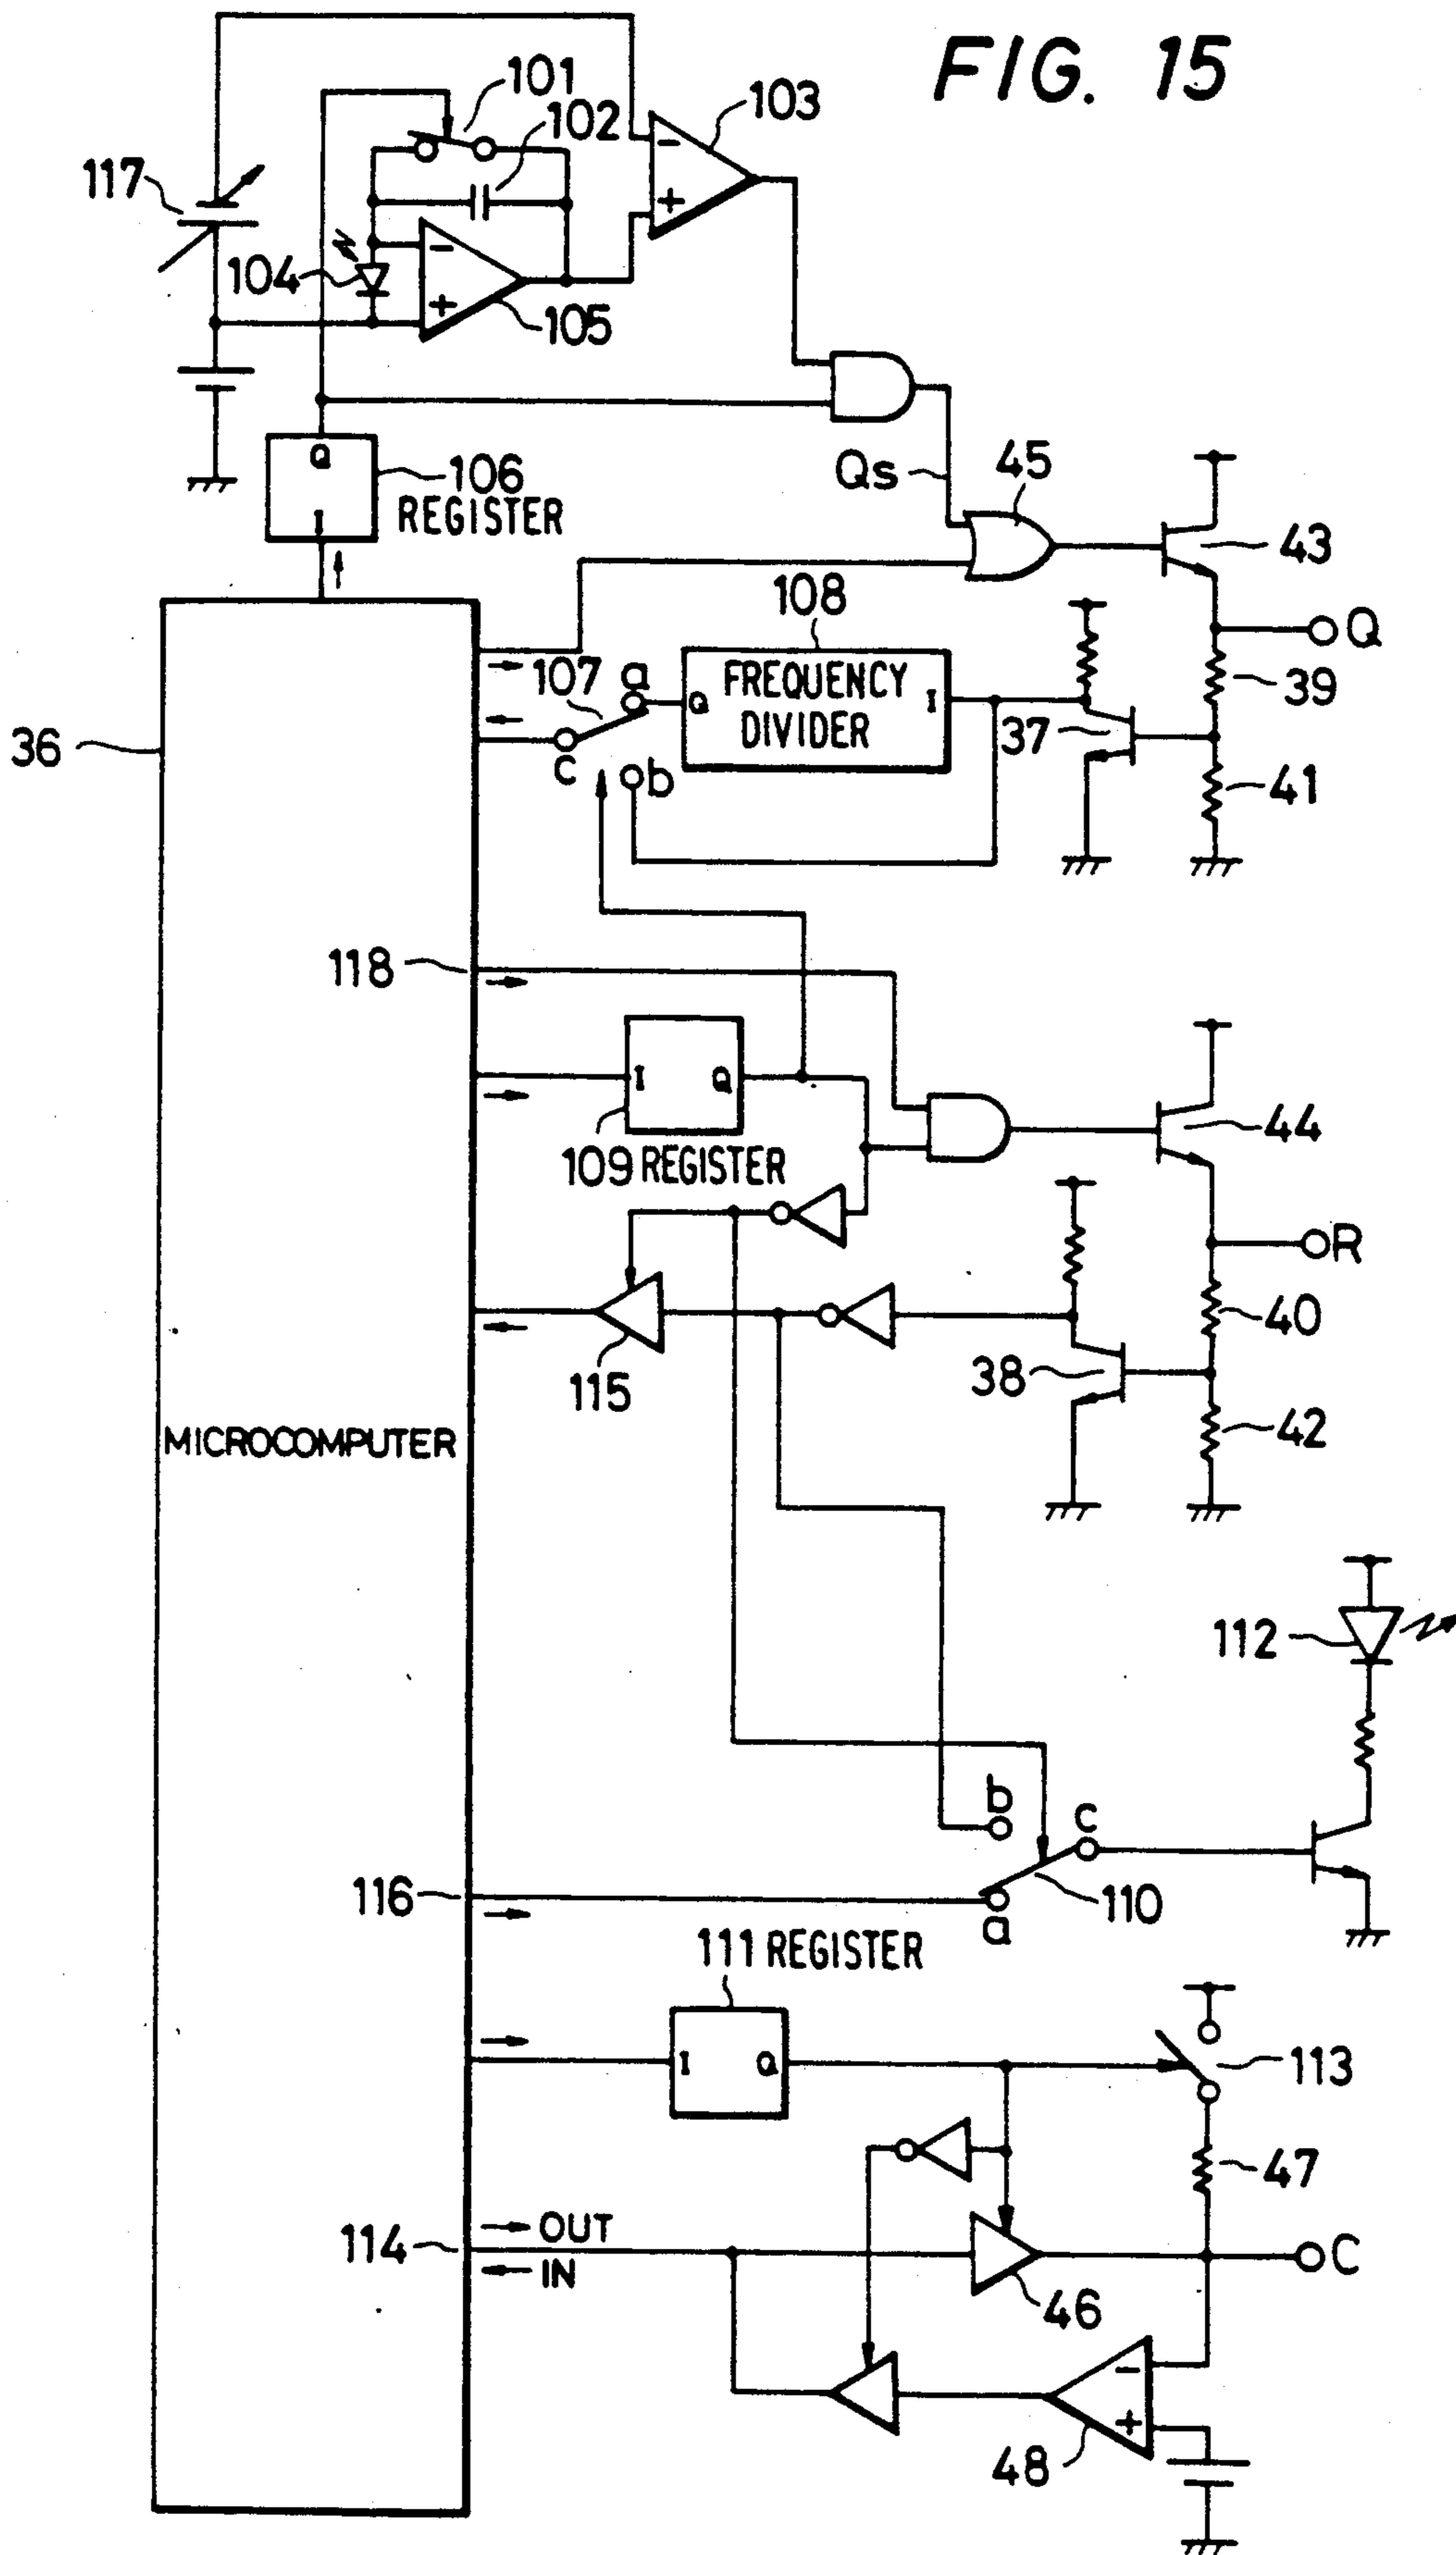 FIG. 15
101
102
103
117
−
+
104
−
+
105
Q
106
I
REGISTER
Qs
45
43
108
Q
107
a
Q
FREQUENCY
DIVIDER
I
37
39
36
c
b
41
118
I
Q
44
109 REGISTER
R
40
115
38
42
MICROCOMPUTER
112
b
c
116
110
a
111 REGISTER
I
Q
113
47
OUT
114
IN
C
46
−
+
48